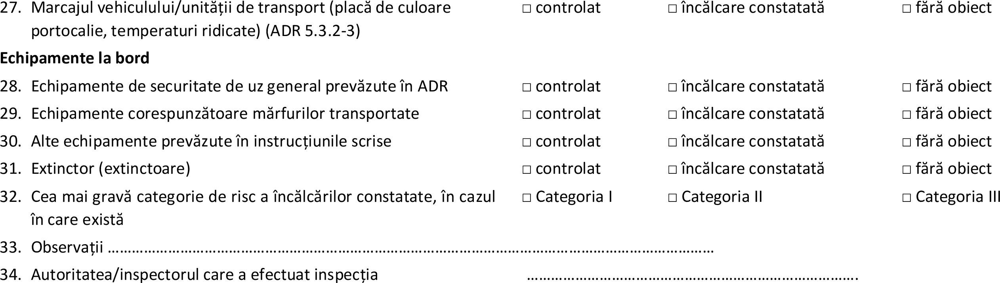 27. Marcajul vehiculului/unității de transport (placă de culoare □ controlat □ încălcare constatată □ fără obiect
portocalie, temperaturi ridicate) (ADR 5.3.2-3)
Echipamente la bord
28. Echipamente de securitate de uz general prevăzute în ADR □ controlat □ încălcare constatată □ fără obiect
29. Echipamente corespunzătoare mărfurilor transportate □ controlat □ încălcare constatată □ fără obiect
30. Alte echipamente prevăzute în instrucțiunile scrise □ controlat □ încălcare constatată □ fără obiect
31. Extinctor (extinctoare) □ controlat □ încălcare constatată □ fără obiect
32. Cea mai gravă categorie de risc a încălcărilor constatate, în cazul □ Categoria I □ Categoria II □ Categoria III
în care există
33. Observații ……………………………………………………………………………………………………………
34. Autoritatea/inspectorul care a efectuat inspecția ………………………………………………………………….